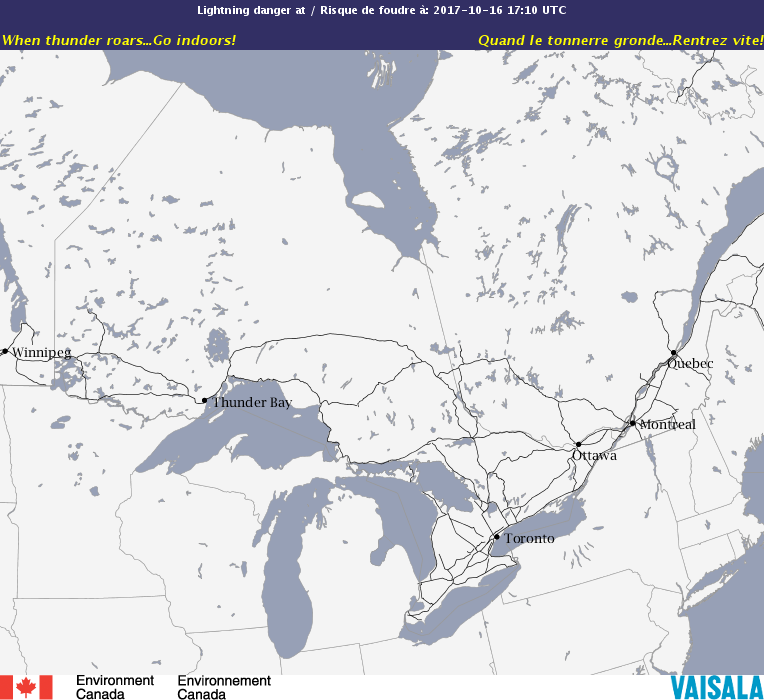 Lightning danger at / Risque de foudre à: 2017-10-16 17:10 UTC
When thunder roars...Go indoors!
Quand le tonnerre gronde...Rentrez vite!
Winnipeg
Quebec
Thunder Bay
Montreal
Ottawa
Toronto
Environment
Canada
Environnement
Canada
VAISALA